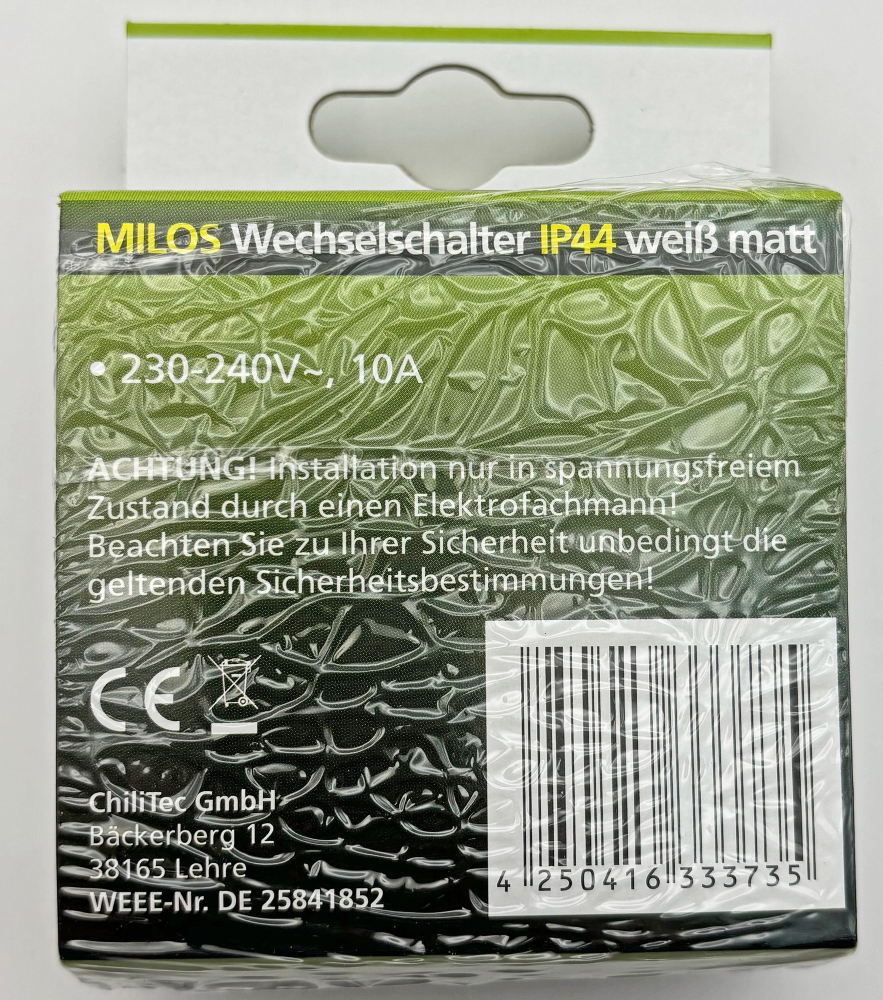 MILOS Wechselschalter IP44 weiß matt
• 230-240V~, 10A
ACHTUNG! Installation nur in spannungsfreiem
Zustand durch einen Elektrofachmann!
Beachten Sie zu Ihrer Sicherheit unbedingt die
geltenden Sicherheitsbestimmungen!
CE
ChiliTec GmbH
Bäckerberg 12
38165 Lehre
WEEE-Nr. DE 25841852
4 250416 333735